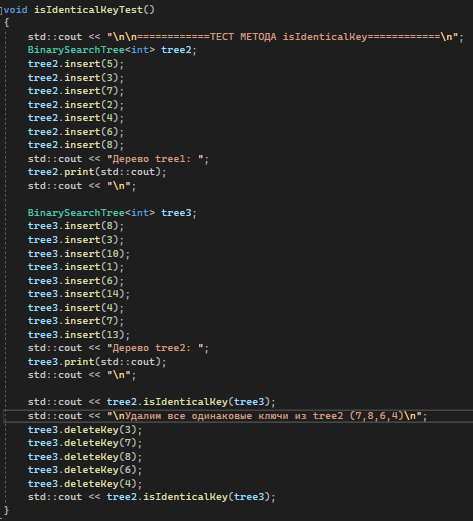 void isIdenticalKeyTest()
{
std::cout << "\n\n============ТЕСТ МЕТОДА isIdenticalKey============\n";
BinarySearchTree<int> tree2;
tree2.insert(5);
tree2.insert(3);
tree2.insert(7);
tree2.insert(2);
tree2.insert(4);
tree2.insert(6);
tree2.insert(8);
std::cout << "Дерево tree1: ";
tree2.print(std::cout);
std::cout << "\n";
BinarySearchTree<int> tree3;
tree3.insert(8);
tree3.insert(3);
tree3.insert(10);
tree3.insert(1);
tree3.insert(6);
tree3.insert(14);
tree3.insert(4);
tree3.insert(7);
tree3.insert(13);
std::cout << "Дерево tree2: ";
tree3.print(std::cout);
std::cout << "\n";
std::cout << tree2.isIdenticalKey(tree3);
std::cout << "\nУдалим все одинаковые ключи из tree2 (7,8,6,4)\n";
tree3.deleteKey(3);
tree3.deleteKey(7);
tree3.deleteKey(8);
tree3.deleteKey(6);
tree3.deleteKey(4);
std::cout << tree2.isIdenticalKey(tree3);
}